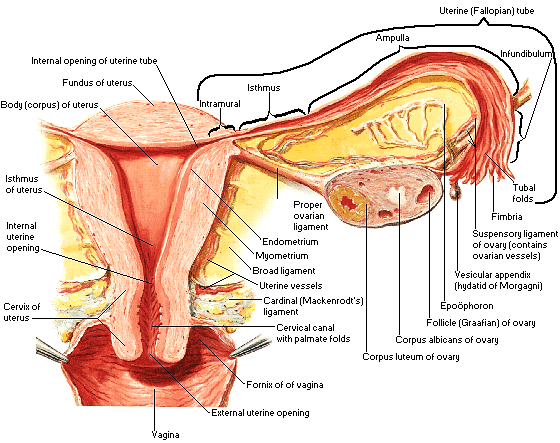 Uterine (Fallopian) tube
Ampulla
Infundibulum
Internal opening of uterine tube
Isthmus
Fundus of uterus
Intramural
Body (corpus) of uterus
Isthmus
of uterus
Proper
ovarian
ligament
Tubal
folds
Fimbria
Internal
uterine
opening
Endometrium
Myometrium
Broad ligament
Uterine vessels
Suspensory ligament
of ovary (contains
ovarian vessels)
Vesicular appendix
(hydatid of Morgagni)
Cardinal (Mackenrodt's)
ligament
Epoöphoron
Cervix of
uterus
Cervical canal
with palmate folds
Follicle (Graafian) of ovary
Corpus albicans of ovary
Corpus luteum of ovary
Fornix of of vagina
External uterine opening
Vagina